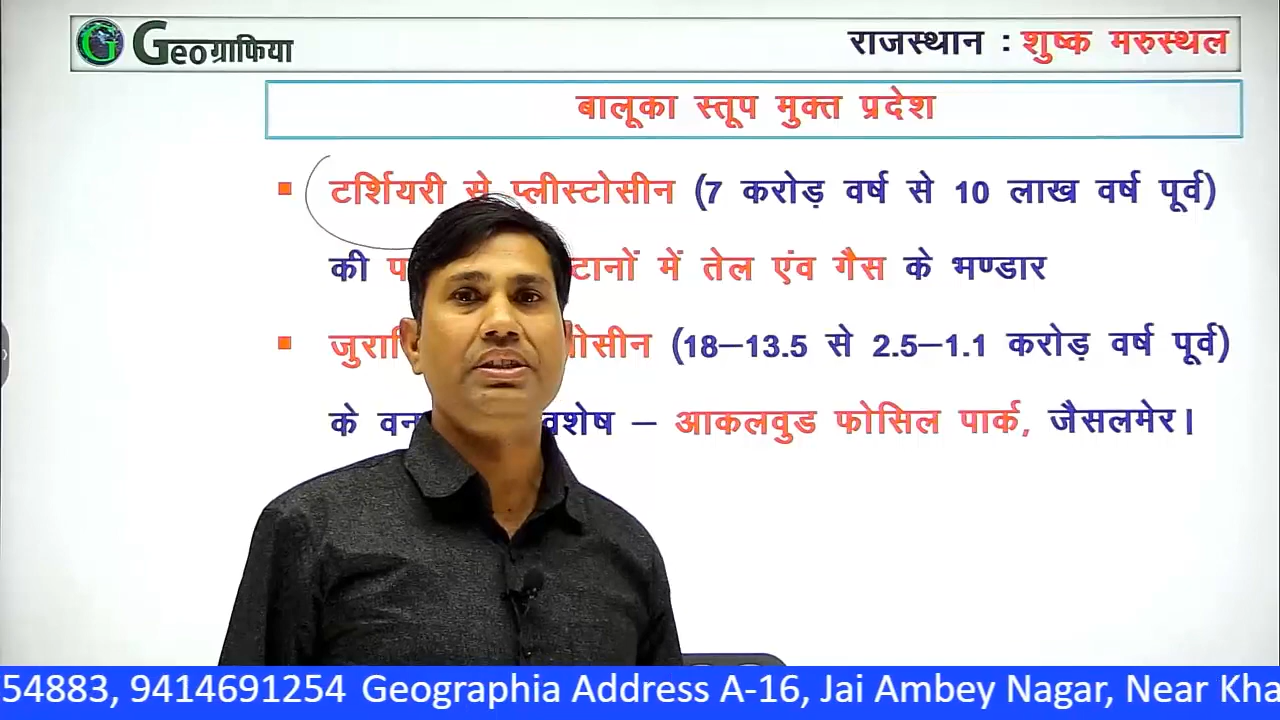 Geoग्राफिया
राजस्थान : शुष्क मरुस्थल
बालूका स्तूप मुक्त प्रदेश
टर्शियरी से प्लीस्टोसीन (7 करोड़ वर्ष से 10 लाख वर्ष पूर्व)
की टानों में तेल एंव गैस के भण्डार
(18–13.5 से 2.5–1.1 करोड़ वर्ष पूर्व)
के – आकलवुड फोसिल पार्क, जैसलमेर।
54883, 9414691254 Geographia Address A-16, Jai Ambey Nagar, Near Kha